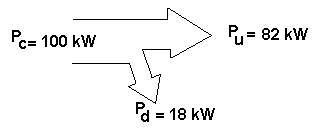 Pc= 100 kW
Pu = 82 kW
Pd = 18 kW